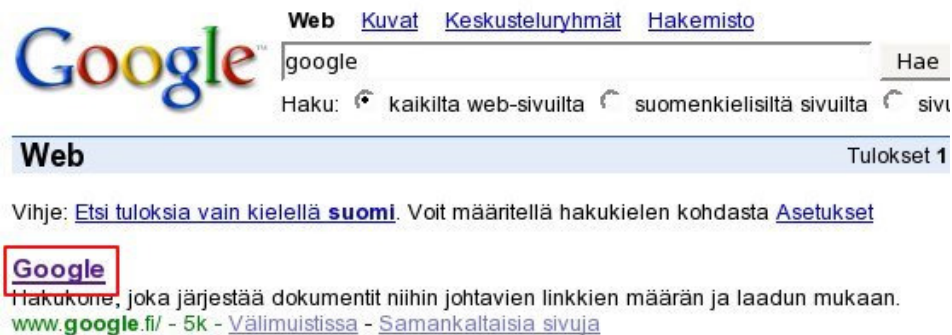 Web Kuvat Keskusteluryhmät Hakemisto
Google™
google Hae
Haku: kaikilta web-sivuilta suomenkielisiltä sivuilta
Web Tulokset 1
Vihje: Etsi tuloksia vain kielellä suomi. Voit määritellä hakukielen kohdasta Asetukset
Google
Hakukone, joka järjestää dokumentit niihin johtavien linkkien määrän ja laadun mukaan.
www.google.fi/ - 5k - Välimuistissa - Samankaltaisia sivuja